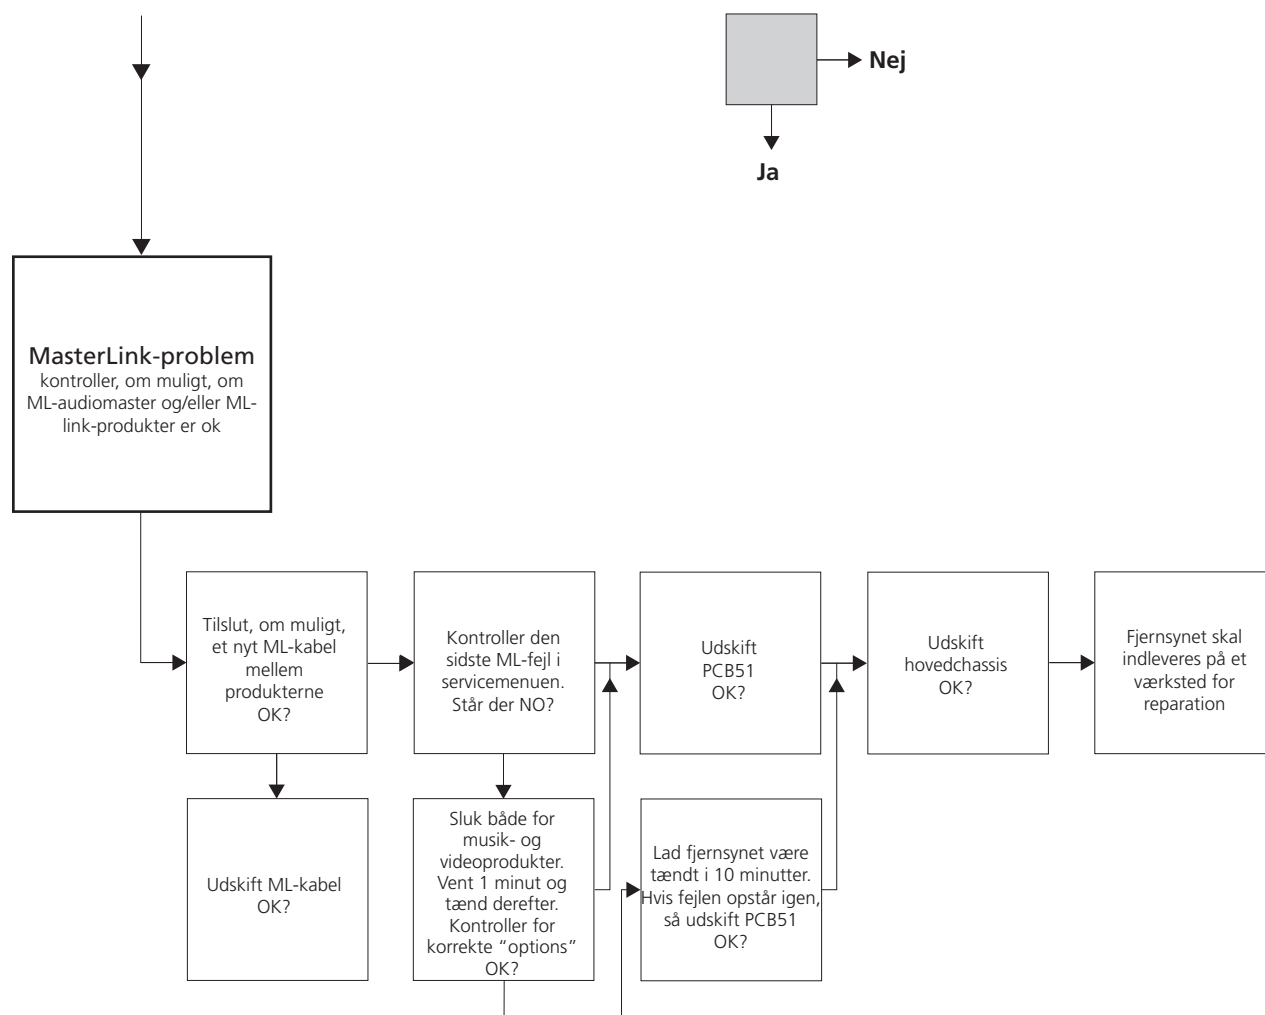 Nej
Ja
MasterLink-problem
kontroller, om muligt, om
ML-audiomaster og/eller ML-
link-produkter er ok
Tilslut, om muligt,
et nyt ML-kabel
mellem
produkterne
OK?
Kontroller den
sidste ML-fejl i
servicemenuen.
Står der NO?
Udskift
PCB51
OK?
Udskift
hovedchassis
OK?
Fjernsynet skal
indleveres på et
værksted for
reparation
Udskift ML-kabel
OK?
Sluk både for
musik- og
videoprodukter.
Vent 1 minut og
tænd derefter.
Kontroller for
korrekte “options”
OK?
Lad fjernsynet være
tændt i 10 minutter.
Hvis fejlen opstår igen,
så udskift PCB51
OK?